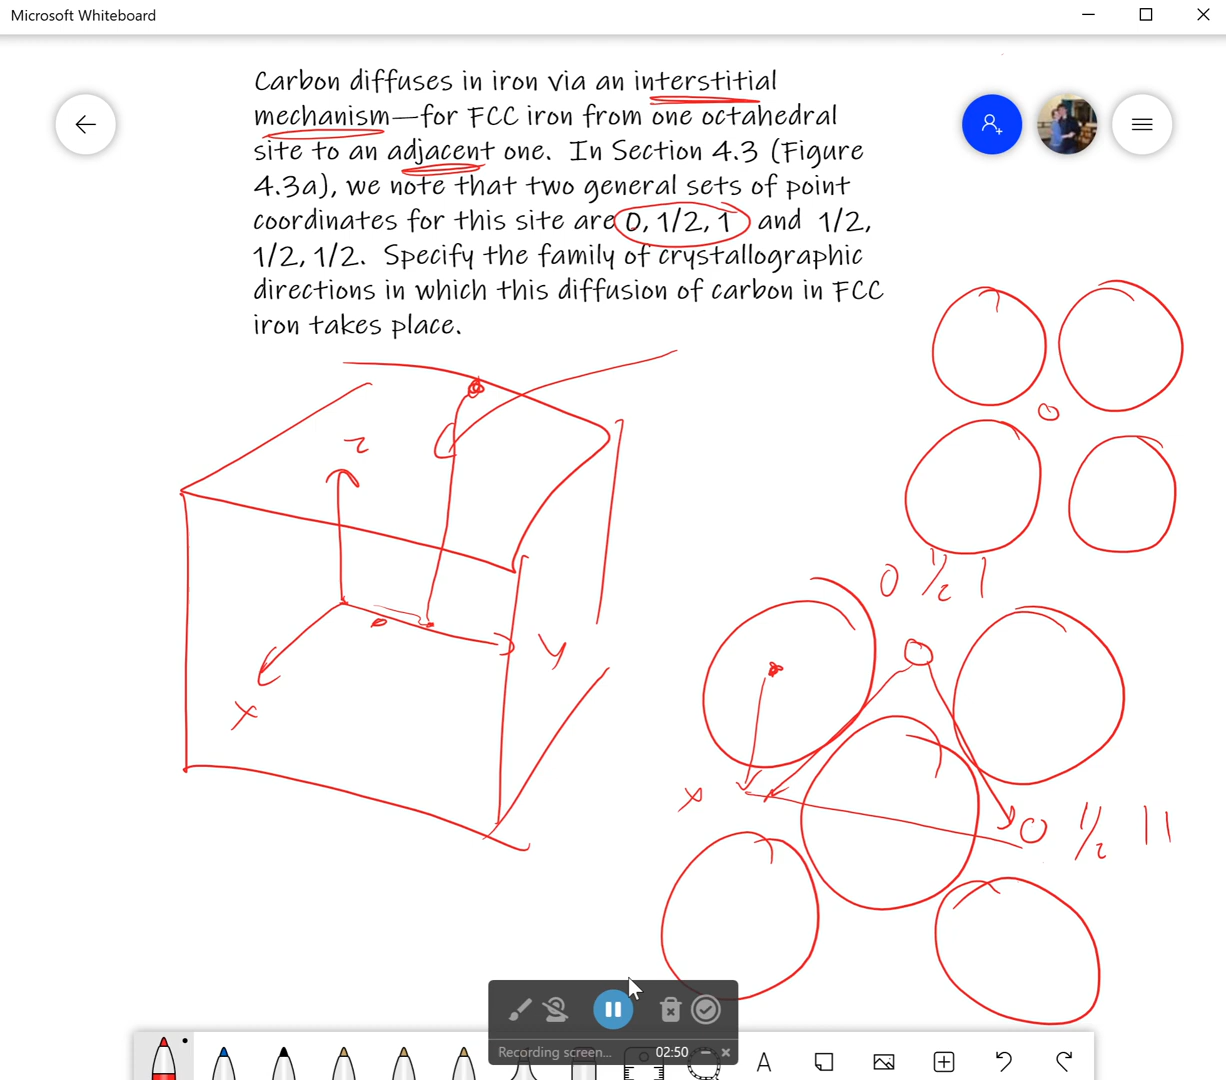 Microsoft Whiteboard
Carbon diffuses in iron via an interstitial
mechanism—for FCC iron from one octahedral
site to an adjacent one. In Section 4.3 (Figure
4.3a), we note that two general sets of point
coordinates for this site are 0, 1/2, 1 and 1/2,
1/2, 1/2. Specify the family of crystallographic
directions in which this diffusion of carbon in FCC
iron takes place.
z
0 1/2 1
y
x
x
0 1/2
Recording screen... 02:50
A